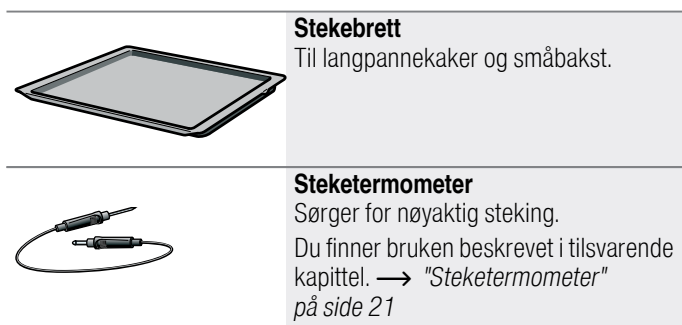 Stekebrett
Til langpannekaker og småbakst.
Steketermometer
Sørger for nøyaktig steking.
Du finner bruken beskrevet i tilsvarende
kapittel. ⟶ "Steketermometer"
på side 21